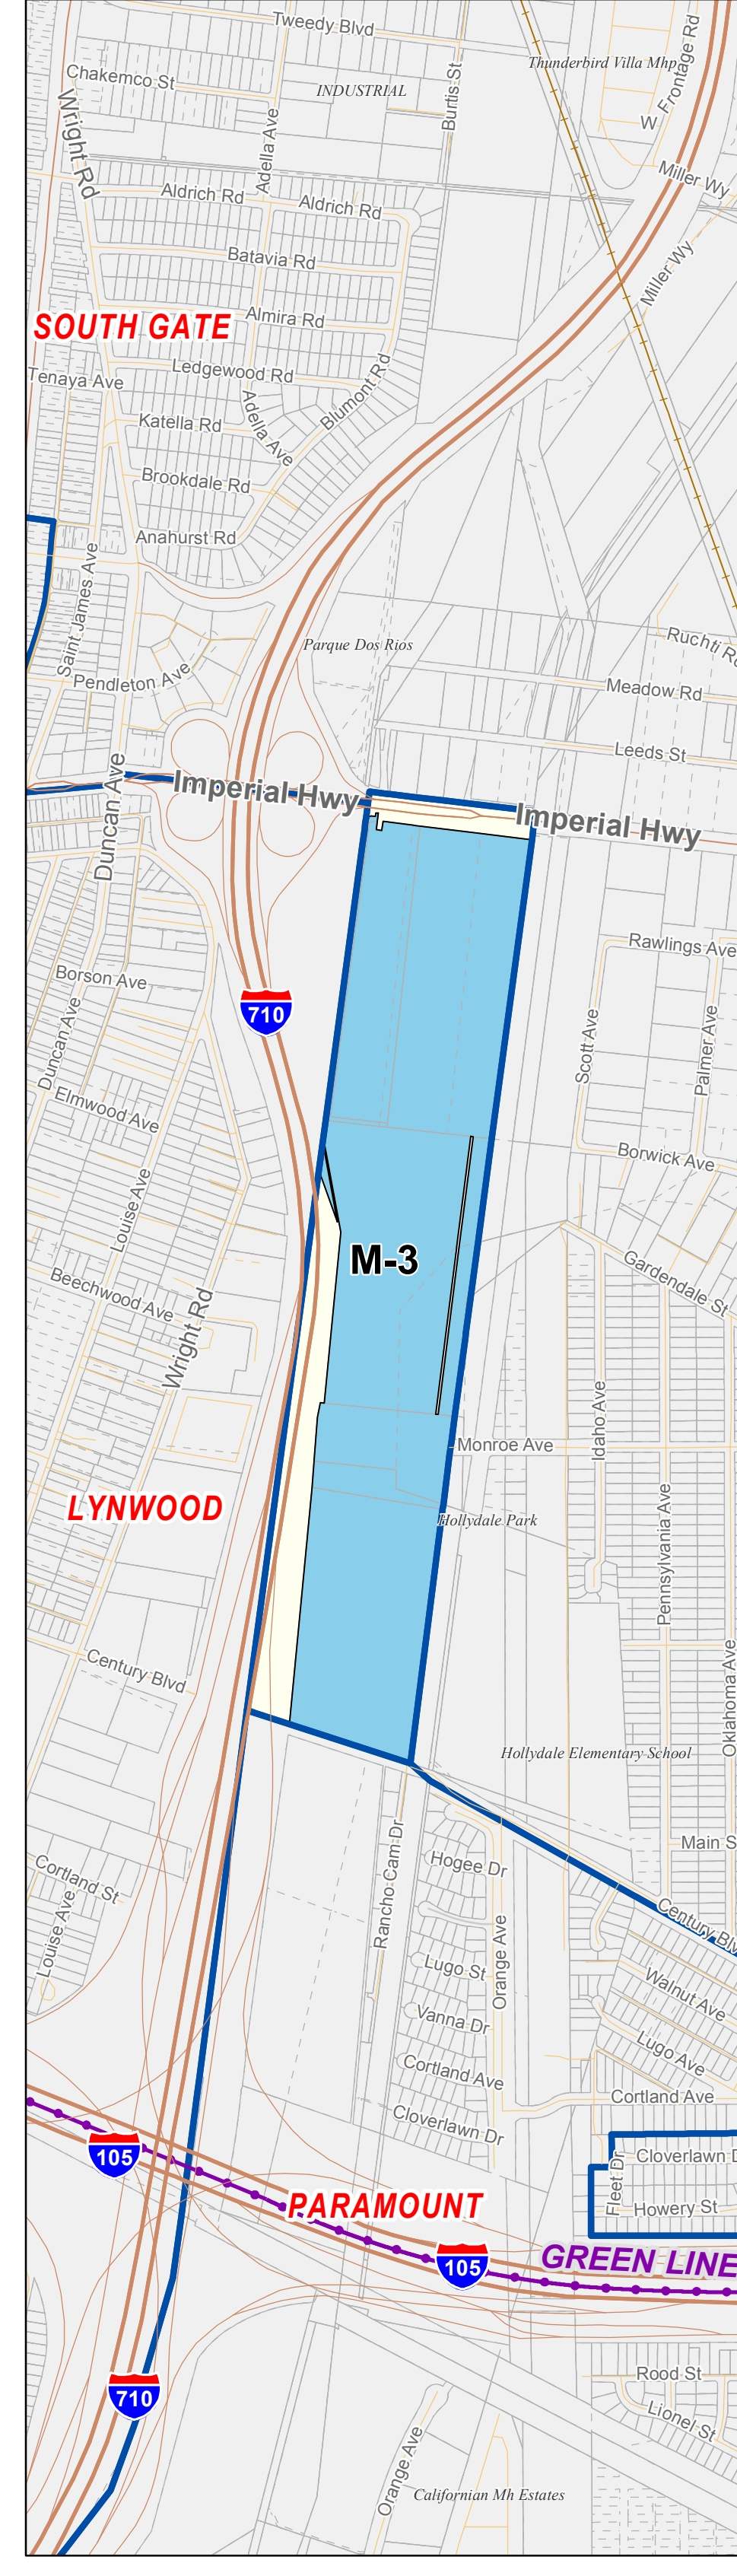 Tweedy Blvd
Thunderbird Villa Mhp
W Frontage Rd
Chakemco St
INDUSTRIAL
Burtis St
Wright Rd
Adella Ave
Miller Wy
Aldrich Rd
Aldrich Rd
Batavia Rd
Miller Wy
Almira Rd
SOUTH GATE
Ledgewood Rd
Tenaya Ave
Blumont Rd
Adella Ave
Katella Rd
Brookdale Rd
Anahurst Rd
Saint James Ave
Parque Dos Rios
Ruchti Rd
Pendleton Ave
Meadow Rd
Leeds St
Duncan Ave
Imperial Hwy
Imperial Hwy
Rawlings Ave
Borson Ave
710
Duncan Ave
Scott Ave
Palmer Ave
Elmwood Ave
Borwick Ave
Louise Ave
M-3
Gardendale St
Beechwood Ave
Wright Rd
Idaho Ave
Monroe Ave
LYNWOOD
Hollydale Park
Pennsylvania Ave
Century Blvd
Oklahoma Ave
Hollydale Elementary School
Main S
Rancho Cam Dr
Hogee Dr
Cortland St
Louise Ave
Century Blv
Orange Ave
Lugo St
Walnut Ave
Vanna Dr
Lugo Ave
Cortland Ave
Cortland Ave
Cloverlawn Dr
105
Cloverlawn D
Fleet Dr
PARAMOUNT
Howery St
105
GREEN LINE
Rood St
710
Lionel St
Orange Ave
Californian Mh Estates